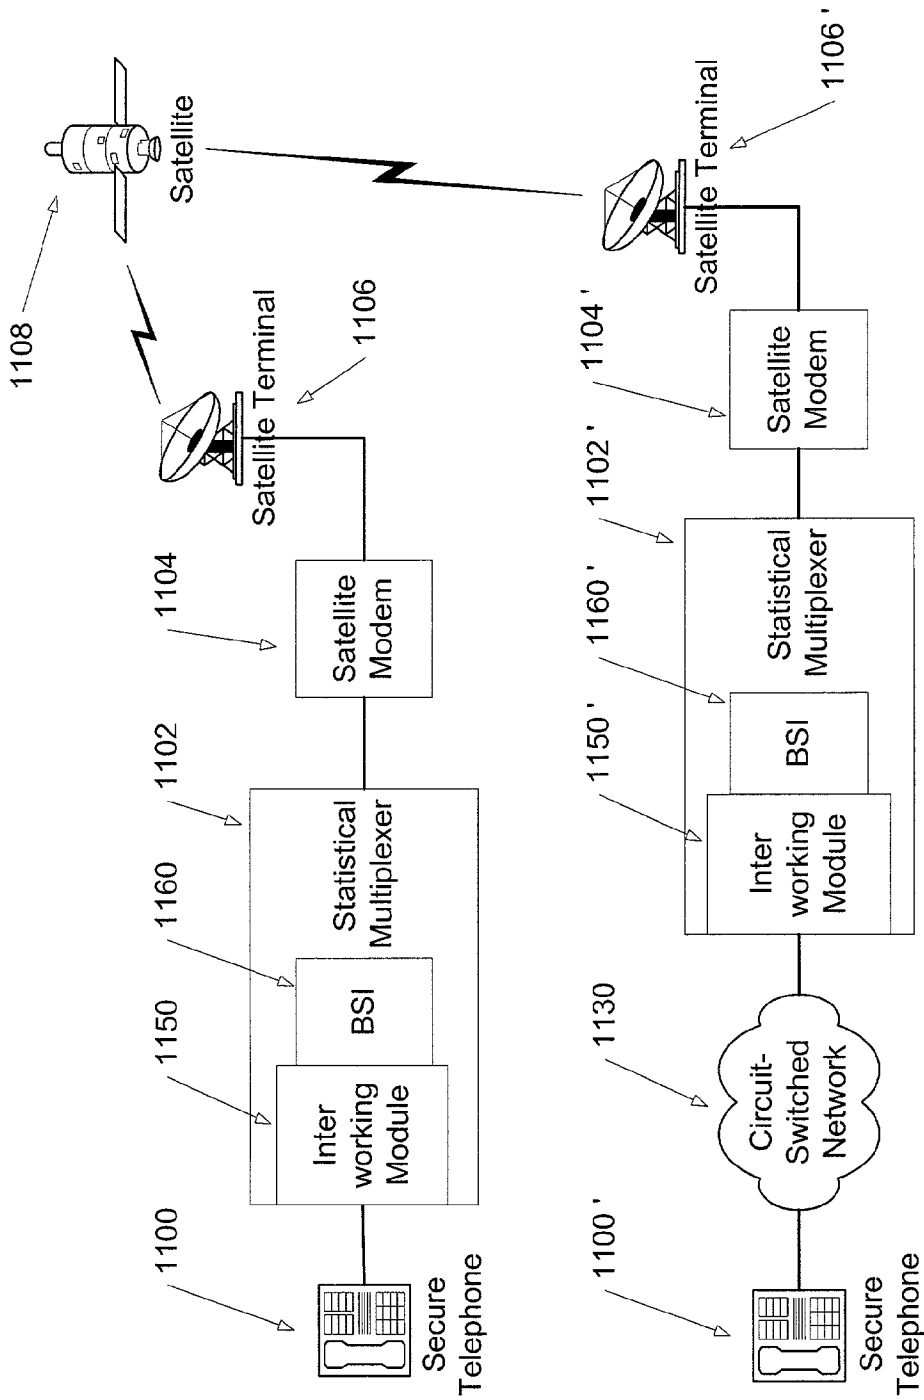 1108
Satellite
1106
Satellite Terminal
1104
Satellite
Modem
1102
Statistical
Multiplexer
1160
BSI
1150
Inter
working
Module
1100
Secure
Telephone
1106 '
Satellite Terminal
1104 '
Satellite
Modem
1102 '
Statistical
Multiplexer
1160 '
BSI
1150 '
Inter
working
Module
1130
Circuit-
Switched
Network
1100 '
Secure
Telephone